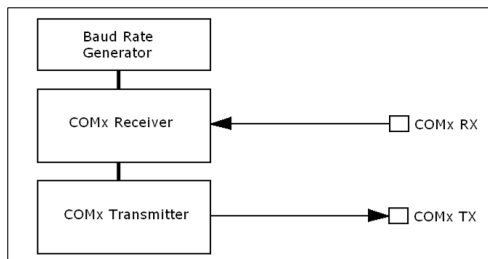 Baud Rate
Generator
COMx Receiver
COMx RX
COMx Transmitter
COMx TX